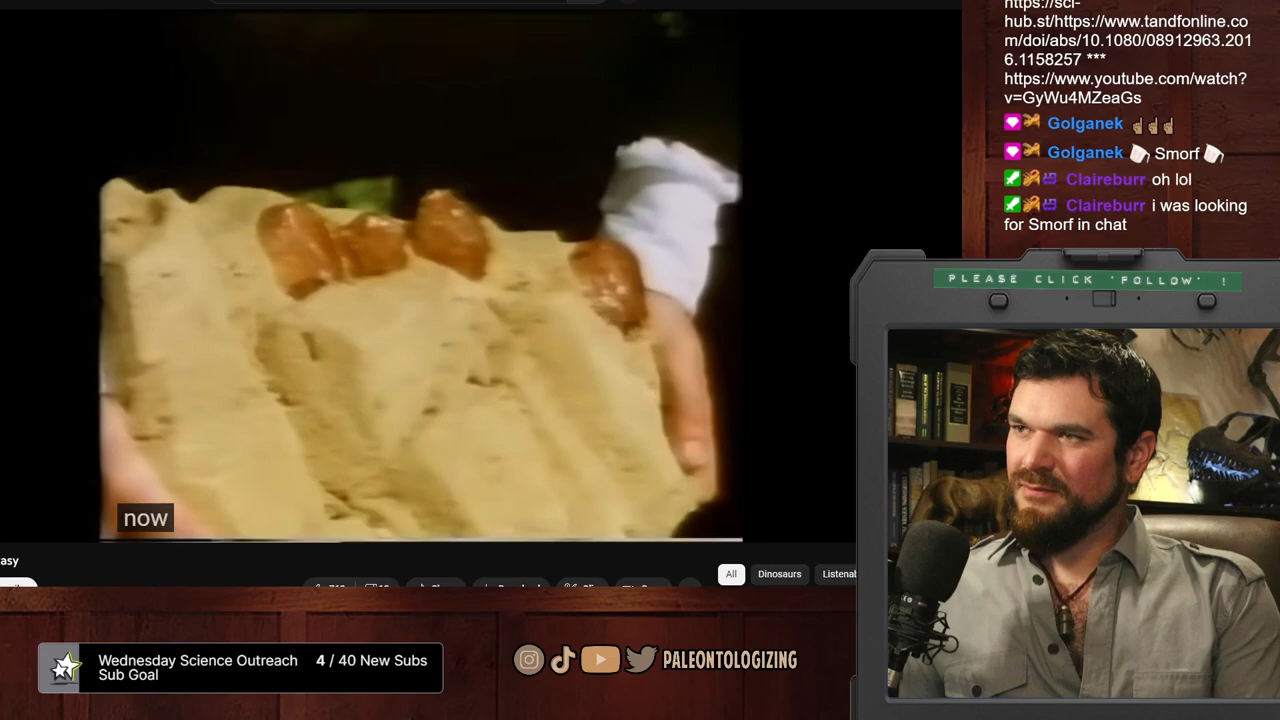 https://sci-
hub.st/https://www.tandfonline.co
m/doi/abs/10.1080/08912963.201
6.1158257 ***
https://www.youtube.com/watch?
v=GyWu4MZeaGs
Golganek
Golganek Smorf
Claireburr oh lol
Claireburr i was looking
for Smorf in chat
PLEASE CLICK 'FOLLOW' !
now
asy
All
Dinosaurs
Listenab
Wednesday Science Outreach 4 / 40 New Subs
Sub Goal
PALEONTOLOGIZING